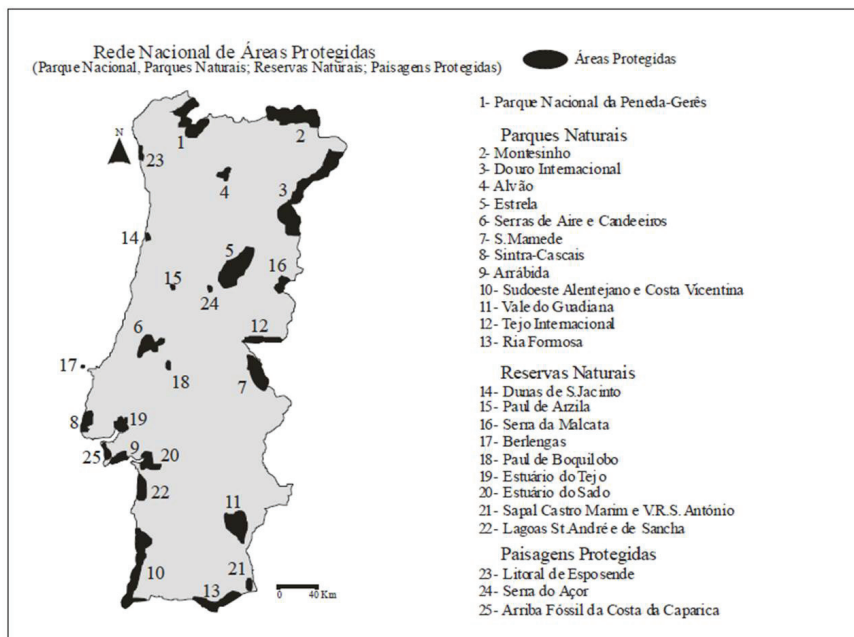 Rede Nacional de Áreas Protegidas
(Parque Nacional, Parques Naturais; Reservas Naturais; Paisagens Protegidas)
Áreas Protegidas
1- Parque Nacional da Peneda-Gerês
Parques Naturais
2- Montesinho
3- Douro Internacional
4- Alvão
5- Estrela
6- Serras de Aire e Candeeiros
7- S.Mamede
8- Sintra-Cascais
9- Arrábida
10- Sudoeste Alentejano e Costa Vicentina
11- Vale do Guadiana
12- Tejo Internacional
13- Ria Formosa
Reservas Naturais
14- Dunas de S.Jacinto
15- Paul de Arzila
16- Serra da Malcata
17- Berlengas
18- Paul de Boquilobo
19- Estuário do Tejo
20- Estuário do Sado
21- Sapal Castro Marim e V.R.S. António
22- Lagoas St.André e de Sancha
Paisagens Protegidas
23- Litoral de Esposende
24- Serra do Açor
25- Arriba Fóssil da Costa da Caparica
N
1
2
23
4
3
14
5
16
15
24
6
12
17
18
7
8
19
9
25
20
22
11
10
21
13
0 40 Km